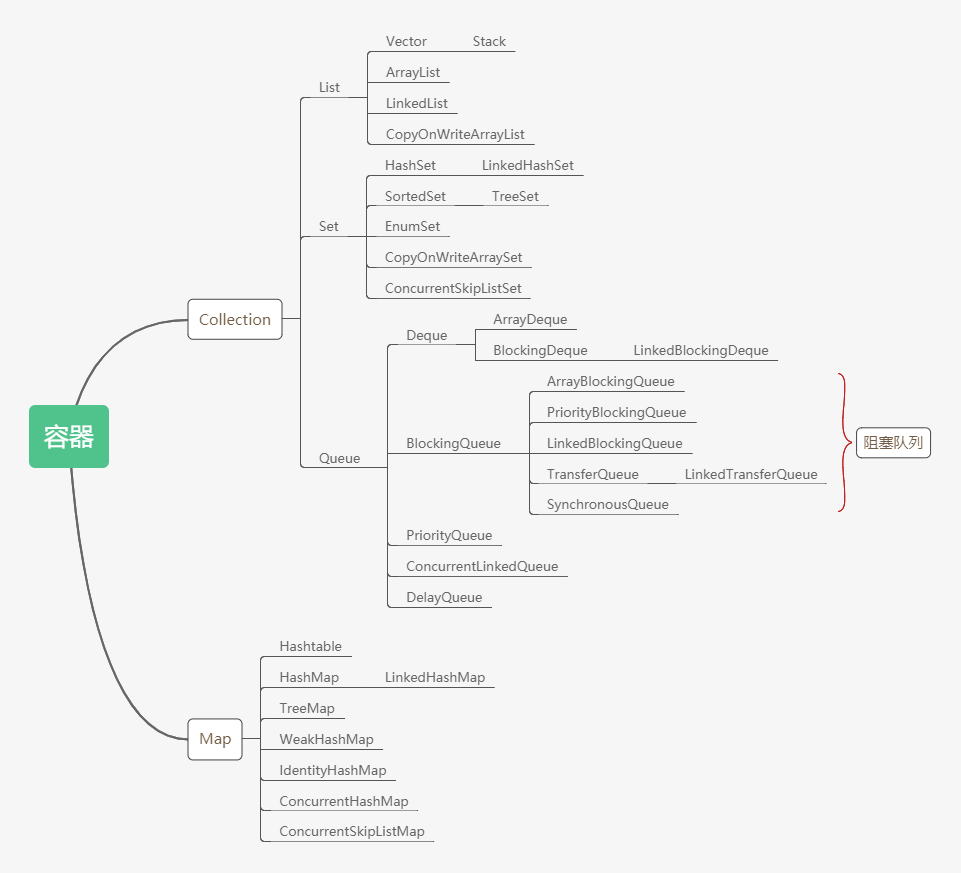 容器
Collection
List
Vector
Stack
ArrayList
LinkedList
CopyOnWriteArrayList
Set
HashSet
LinkedHashSet
SortedSet
TreeSet
EnumSet
CopyOnWriteArraySet
ConcurrentSkipListSet
Queue
Deque
ArrayDeque
BlockingDeque
LinkedBlockingDeque
BlockingQueue
ArrayBlockingQueue
PriorityBlockingQueue
LinkedBlockingQueue
TransferQueue
LinkedTransferQueue
SynchronousQueue
阻塞队列
PriorityQueue
ConcurrentLinkedQueue
DelayQueue
Map
Hashtable
HashMap
LinkedHashMap
TreeMap
WeakHashMap
IdentityHashMap
ConcurrentHashMap
ConcurrentSkipListMap